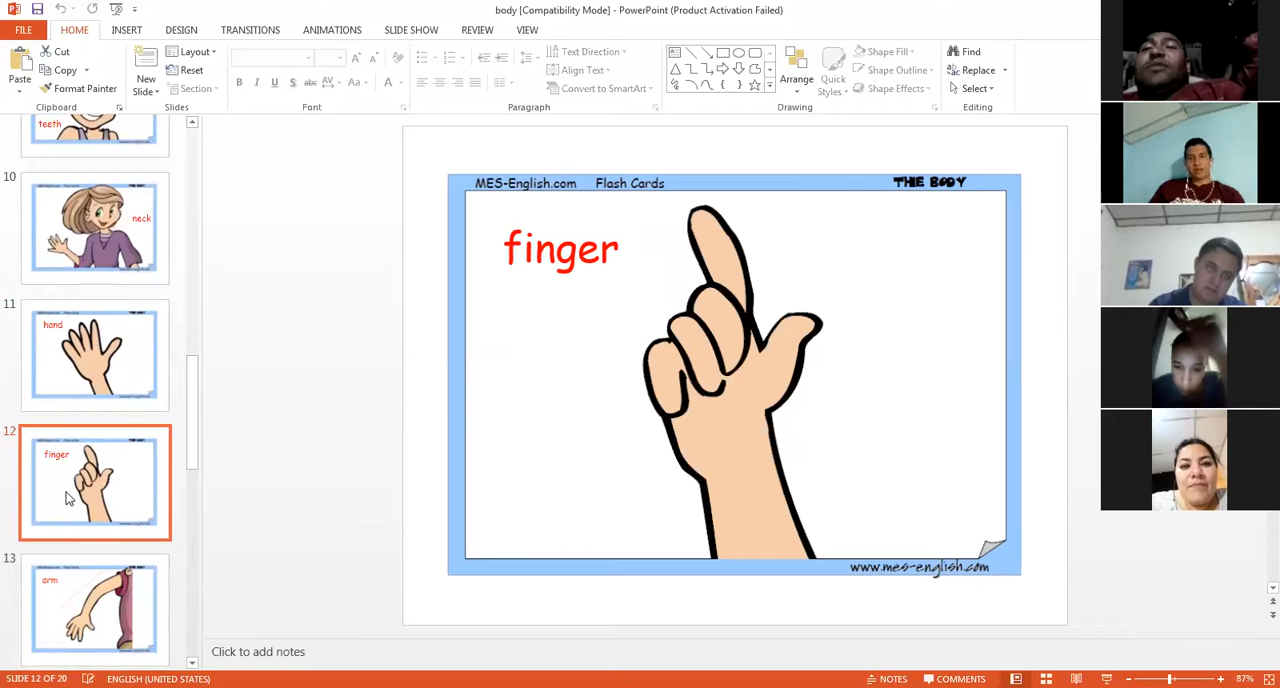 body [Compatibility Mode] - PowerPoint (Product Activation Failed)
FILE HOME INSERT DESIGN TRANSITIONS ANIMATIONS SLIDE SHOW REVIEW VIEW
Paste
Cut
Copy
Format Painter
Clipboard
New Slide
Layout
Reset
Section
Slides
B I U S abc AV Aa A
Font
Paragraph
Text Direction
Align Text
Convert to SmartArt
Arrange
Quick Styles
Shape Fill
Shape Outline
Shape Effects
Drawing
Find
Replace
Select
Editing
teeth
10
neck
11
hand
12
finger
13
arm
MES-English.com Flash Cards THE BODY
finger
www.mes-english.com
Click to add notes
SLIDE 12 OF 20 ENGLISH (UNITED STATES) NOTES COMMENTS 87%